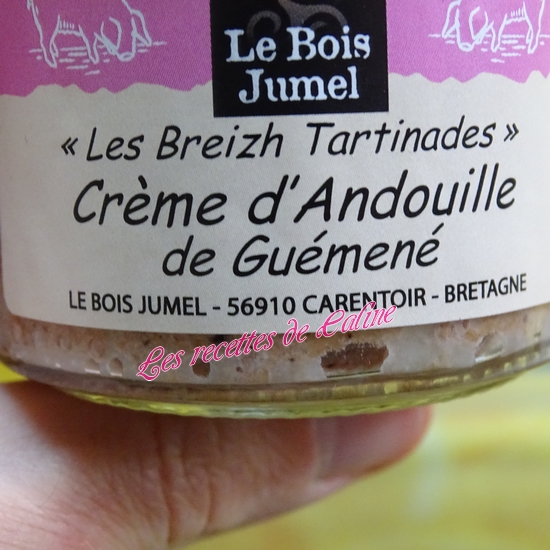 Le Bois
Jumel
« Les Breizh Tartinades »
Crème d'Andouille
de Guémené
LE BOIS JUMEL - 56910 CARENTOIR - BRETAGNE
Les recettes de Caline